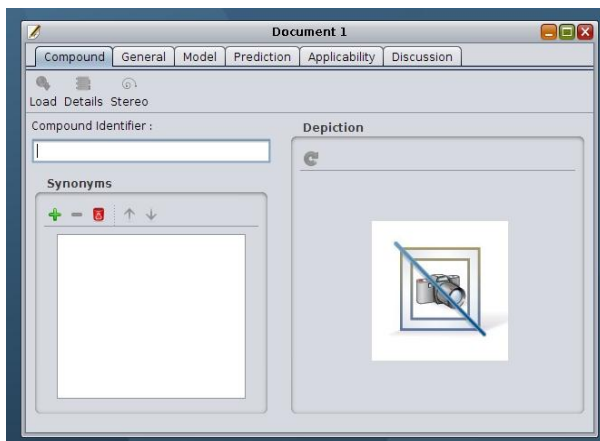 Document 1
Compound General Model Prediction Applicability Discussion
Load Details Stereo
Compound Identifier :
Depiction
Synonyms